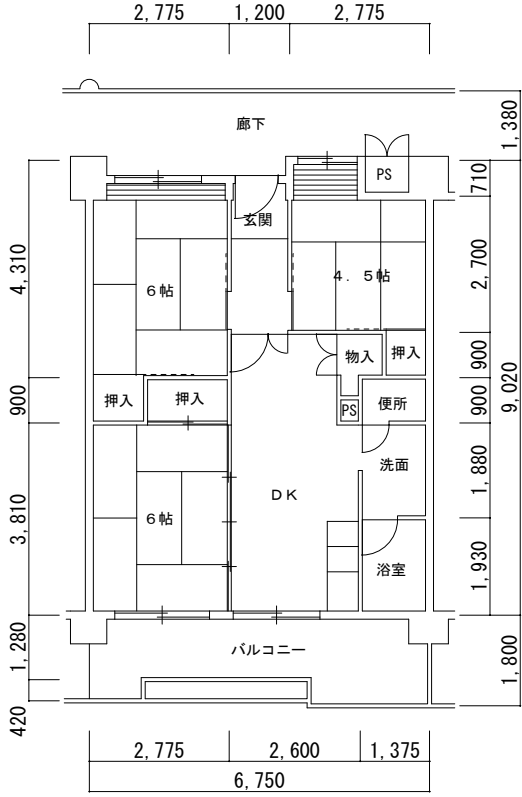 2,775 1,200 2,775
廊下
1,380
PS
710
玄関
4,310
6帖
4．5帖
2,700
物入
押入
900
9,020
押入
押入
PS
便所
900
900
洗面
1,880
DK
3,810
6帖
浴室
1,930
バルコニー
1,280
1,800
420
2,775 2,600 1,375
6,750